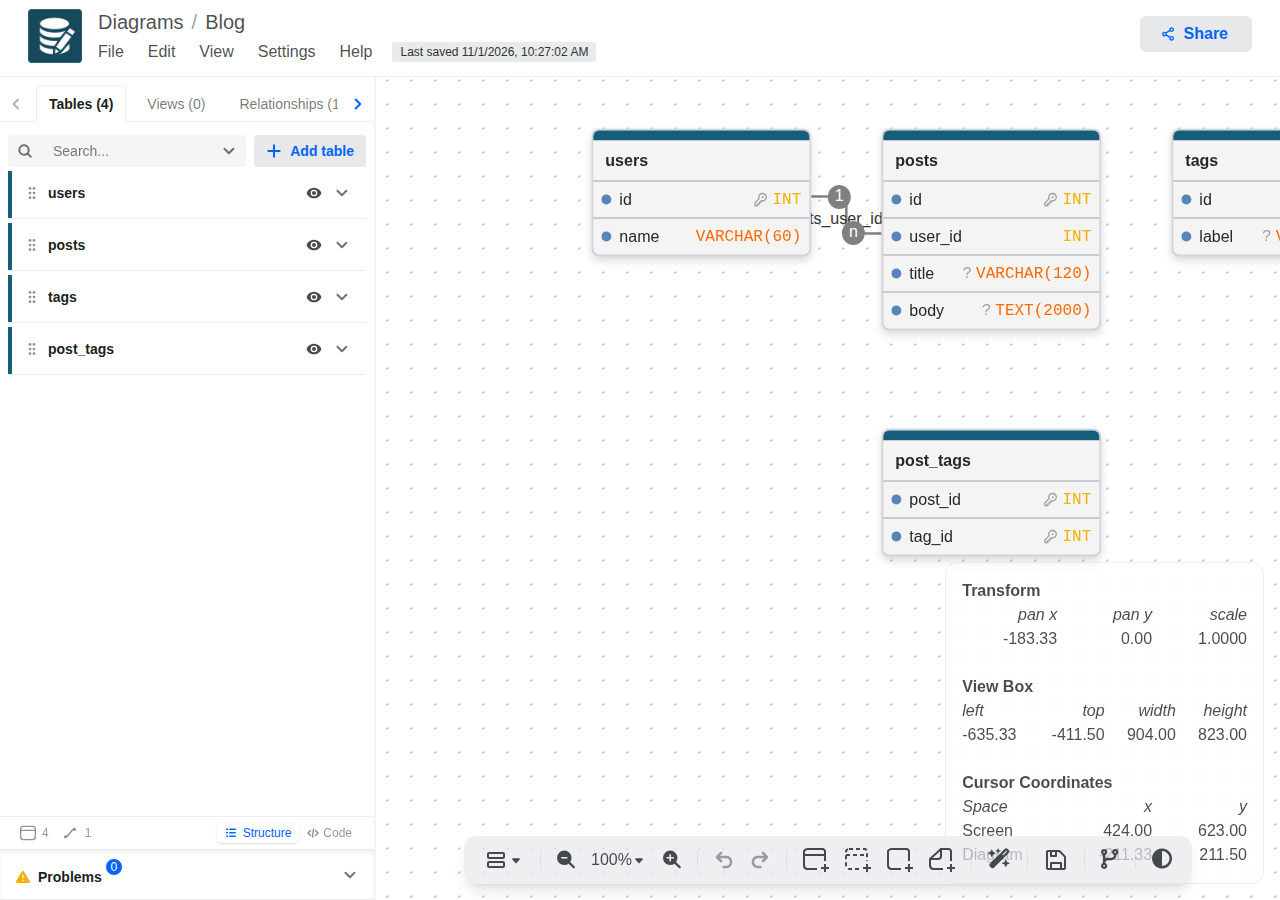 Diagrams / Blog
File Edit View Settings Help Last saved 11/1/2026, 10:27:02 AM
Share
Tables (4) Views (0) Relationships (1
Search... Add table
users
posts
tags
post_tags
4 1 Structure Code
Problems 0
users
id INT
name VARCHAR(60)
1
ts_user_id
n
posts
id INT
user_id INT
title ? VARCHAR(120)
body ? TEXT(2000)
tags
id
label ?
post_tags
post_id INT
tag_id INT
Transform
pan x pan y scale
-183.33 0.00 1.0000
View Box
left top width height
-635.33 -411.50 904.00 823.00
Cursor Coordinates
Space x y
Screen 424.00 623.00
Diagram -211.33 211.50
100%